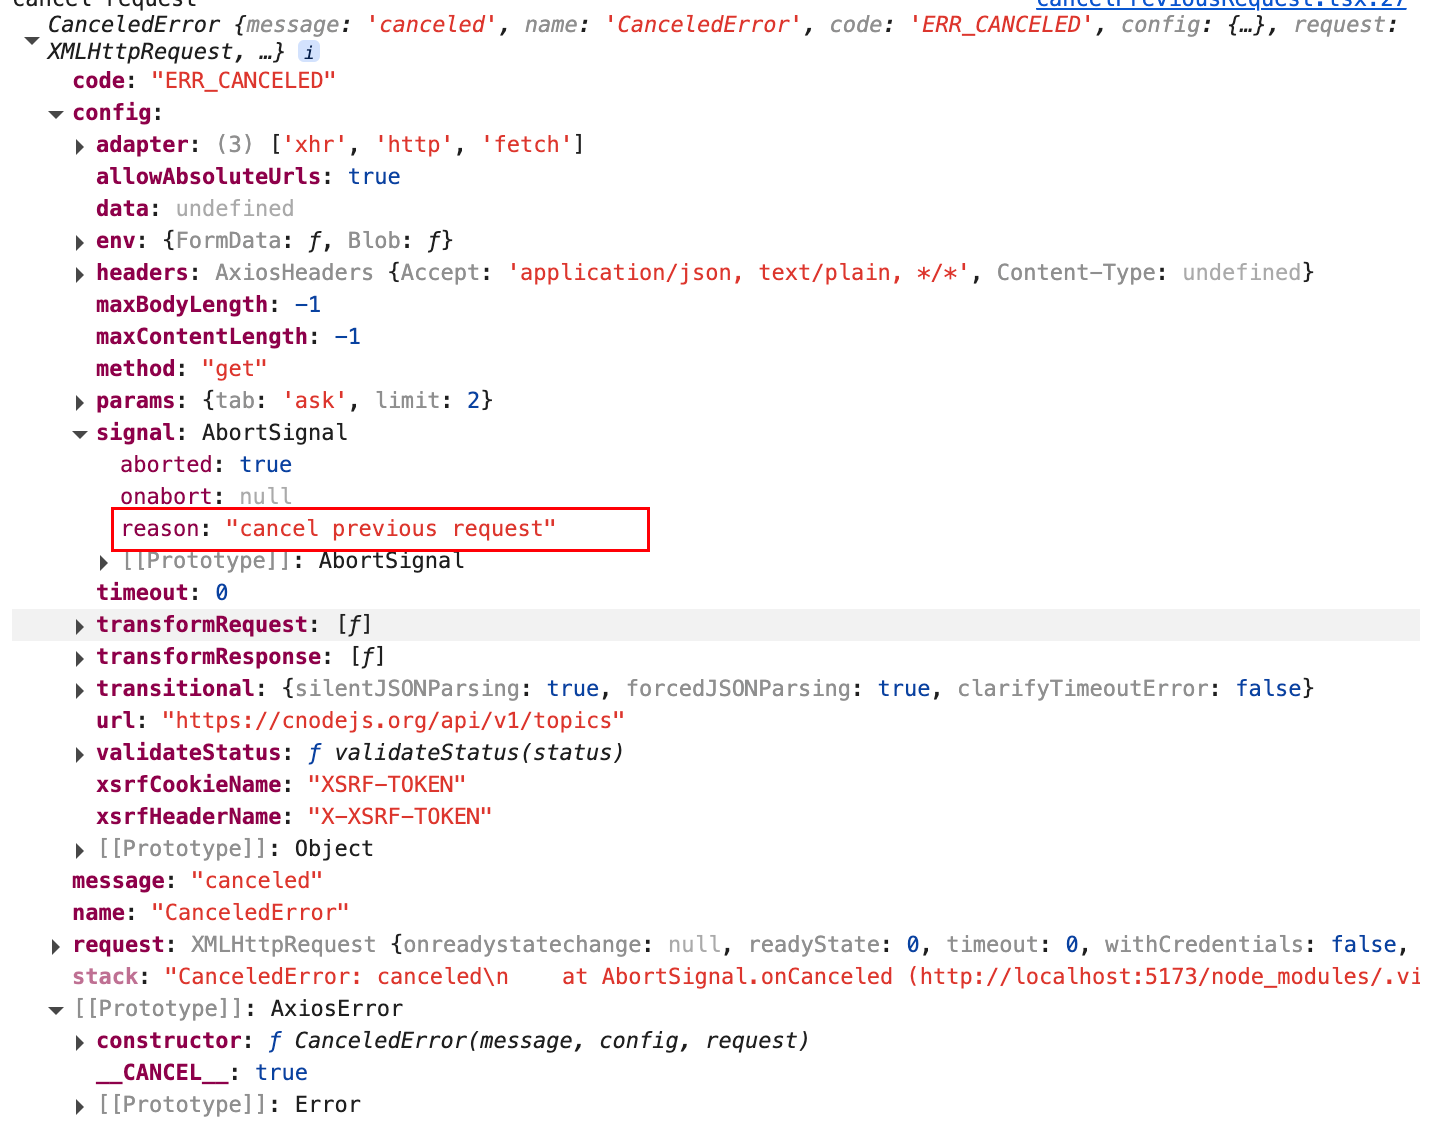 cancel request cancelPreviousRequest.tsx:27
CanceledError {message: 'canceled', name: 'CanceledError', code: 'ERR_CANCELED', config: {…}, request:
XMLHttpRequest, …} i
code: "ERR_CANCELED"
config:
adapter: (3) ['xhr', 'http', 'fetch']
allowAbsoluteUrls: true
data: undefined
env: {FormData: ƒ, Blob: ƒ}
headers: AxiosHeaders {Accept: 'application/json, text/plain, */*', Content-Type: undefined}
maxBodyLength: -1
maxContentLength: -1
method: "get"
params: {tab: 'ask', limit: 2}
signal: AbortSignal
aborted: true
onabort: null
reason: "cancel previous request"
[[Prototype]]: AbortSignal
timeout: 0
transformRequest: [ƒ]
transformResponse: [ƒ]
transitional: {silentJSONParsing: true, forcedJSONParsing: true, clarifyTimeoutError: false}
url: "https://cnodejs.org/api/v1/topics"
validateStatus: ƒ validateStatus(status)
xsrfCookieName: "XSRF-TOKEN"
xsrfHeaderName: "X-XSRF-TOKEN"
[[Prototype]]: Object
message: "canceled"
name: "CanceledError"
request: XMLHttpRequest {onreadystatechange: null, readyState: 0, timeout: 0, withCredentials: false,
stack: "CanceledError: canceled\n    at AbortSignal.onCanceled (http://localhost:5173/node_modules/.vi
[[Prototype]]: AxiosError
constructor: ƒ CanceledError(message, config, request)
__CANCEL__: true
[[Prototype]]: Error